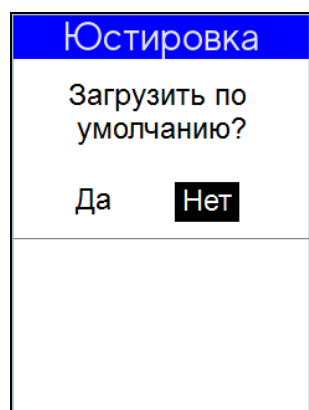 Юстировка
Загрузить по
умолчанию?
Да Нет